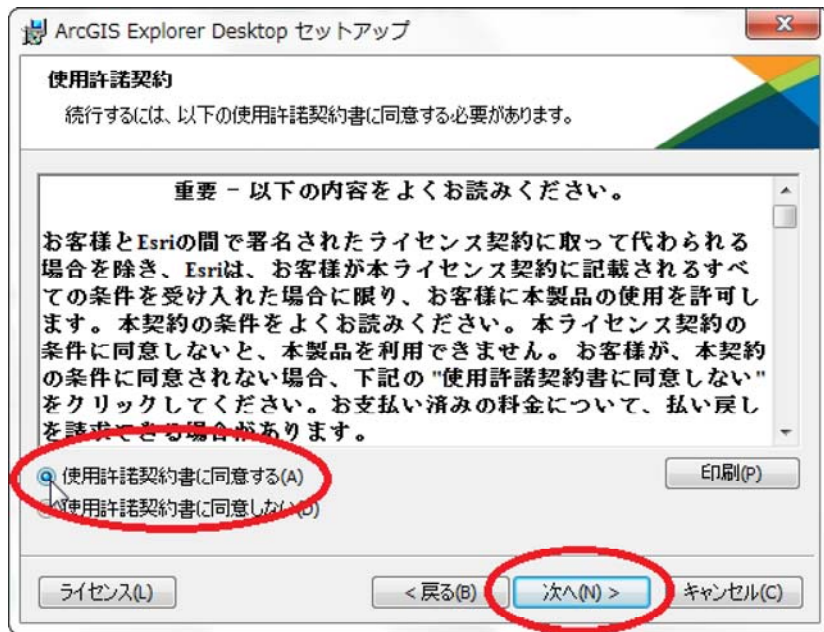 ArcGIS Explorer Desktop セットアップ
使用許諾契約
続行するには、以下の使用許諾契約書に同意する必要があります。
重要 - 以下の内容をよくお読みください。
お客様とEsriの間で署名されたライセンス契約に取って代わられる
場合を除き、Esriは、お客様が本ライセンス契約に記載されるすべ
ての条件を受け入れた場合に限り、お客様に本製品の使用を許可し
ます。本契約の条件をよくお読みください。本ライセンス契約の
条件に同意しないと、本製品を利用できません。お客様が、本契約
の条件に同意されない場合、下記の "使用許諾契約書に同意しない"
をクリックしてください。お支払い済みの料金について、払い戻し
を請求できる場合があります。
使用許諾契約書に同意する(A)
印刷(P)
使用許諾契約書に同意しない(D)
ライセンス(L)
< 戻る(B)
次へ(N) >
キャンセル(C)